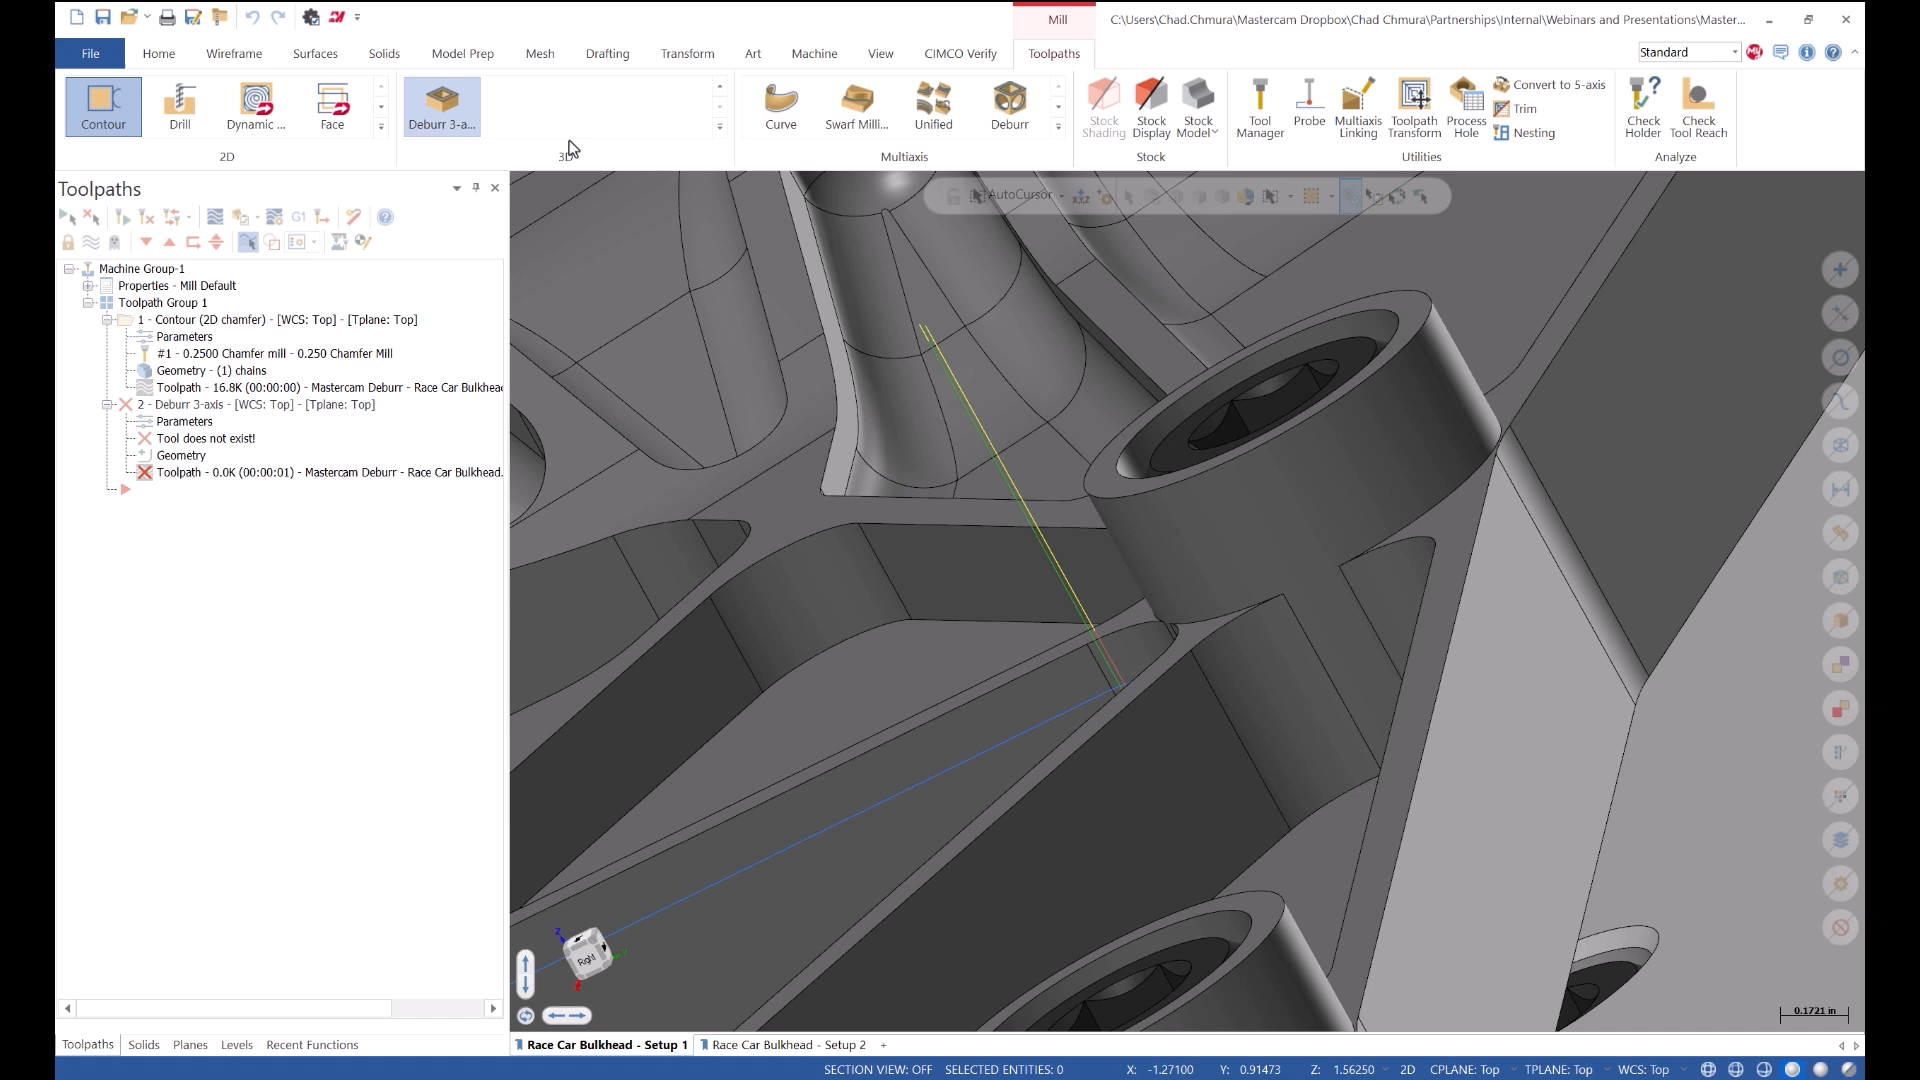 Mill
C:\Users\Chad.Chmura\Mastercam Dropbox\Chad Chmura\Partnerships\Internal\Webinars and Presentations\Master...
File Home Wireframe Surfaces Solids Model Prep Mesh Drafting Transform Art Machine View CIMCO Verify Toolpaths
Standard
Contour Drill Dynamic ... Face
Deburr 3-a...
Curve Swarf Milli... Unified Deburr
Stock Shading Stock Display Stock Model
Tool Manager Probe Multiaxis Linking Toolpath Transform Process Hole
Convert to 5-axis
Trim
Nesting
Check Holder Check Tool Reach
2D 3D Multiaxis Stock Utilities Analyze
Toolpaths
AutoCursor
G1
Machine Group-1
Properties - Mill Default
Toolpath Group 1
1 - Contour (2D chamfer) - [WCS: Top] - [Tplane: Top]
Parameters
#1 - 0.2500 Chamfer mill - 0.250 Chamfer Mill
Geometry - (1) chains
Toolpath - 16.8K (00:00:00) - Mastercam Deburr - Race Car Bulkhea
2 - Deburr 3-axis - [WCS: Top] - [Tplane: Top]
Parameters
Tool does not exist!
Geometry
Toolpath - 0.0K (00:00:01) - Mastercam Deburr - Race Car Bulkhead.
Z
Y
Right
0.1721 in
Toolpaths Solids Planes Levels Recent Functions
Race Car Bulkhead - Setup 1 Race Car Bulkhead - Setup 2 +
SECTION VIEW: OFF SELECTED ENTITIES: 0 X: -1.27100 Y: 0.91473 Z: 1.56250 2D CPLANE: Top TPLANE: Top WCS: Top